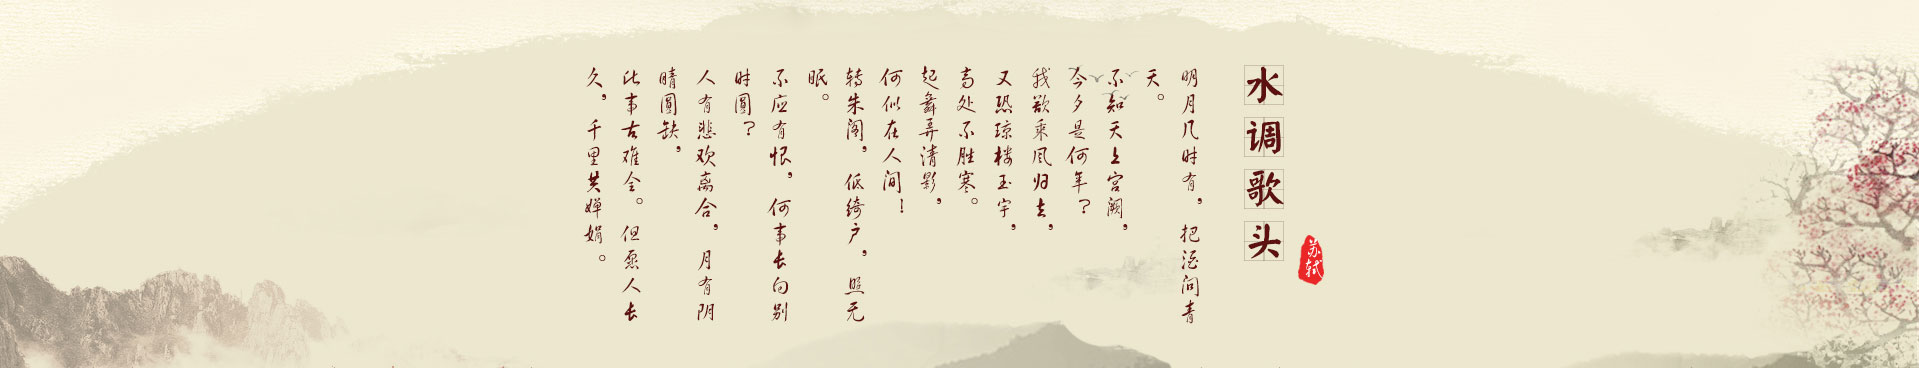 水调歌头
苏轼
明月几时有，把酒问青
天。
不知天上宫阙，
今夕是何年？
我欲乘风归去，
又恐琼楼玉宇，
高处不胜寒。
起舞弄清影，
何似在人间！
转朱阁，低绮户，照无
眠。
不应有恨，何事长向别
时圆？
人有悲欢离合，月有阴
晴圆缺，
此事古难全。但愿人长
久，千里共婵娟。